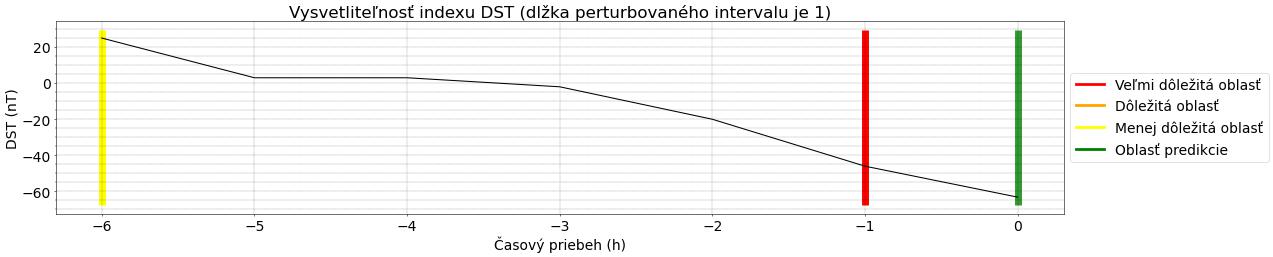 Vysvetliteľnosť indexu DST (dĺžka perturbovaného intervalu je 1)
DST (nT)
20
0
−20
−40
−60
−6 −5 −4 −3 −2 −1 0
Časový priebeh (h)
Veľmi dôležitá oblasť
Dôležitá oblasť
Menej dôležitá oblasť
Oblasť predikcie